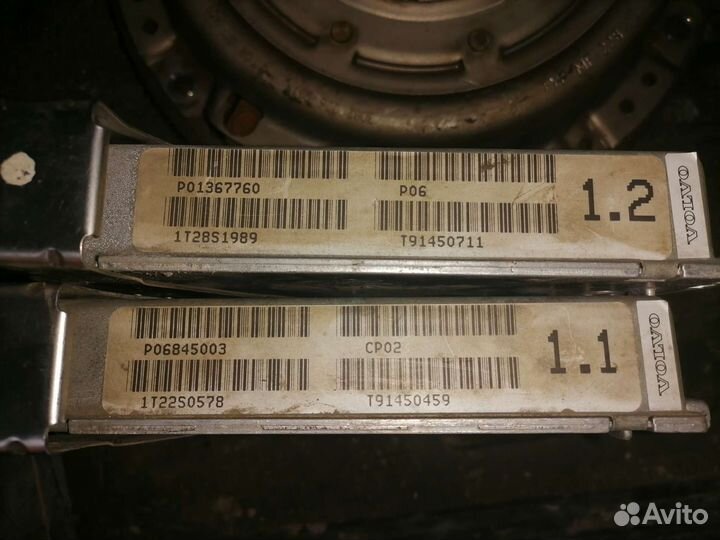 P01367760 P06
1T28S1989 T91450711
1.2
VOLVO
P06845003 CP02
1T22S0578 T91450459
1.1
VOLVO
Avito